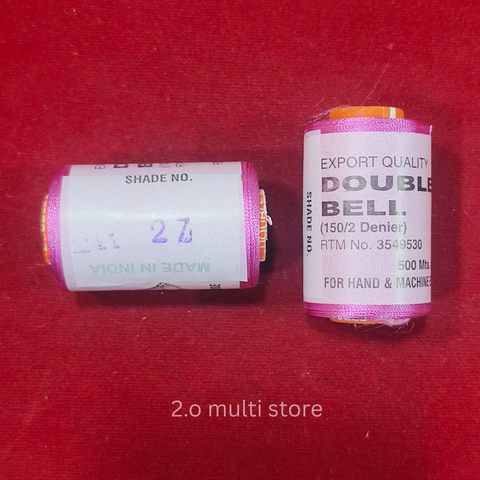 SHADE NO.
27
MADE IN INDIA
EXPORT QUALITY
DOUBLE
BELL
(150/2 Denier)
RTM No. 3549530
500 Mts.
FOR HAND & MACHINE
SHADE NO.
2.o multi store